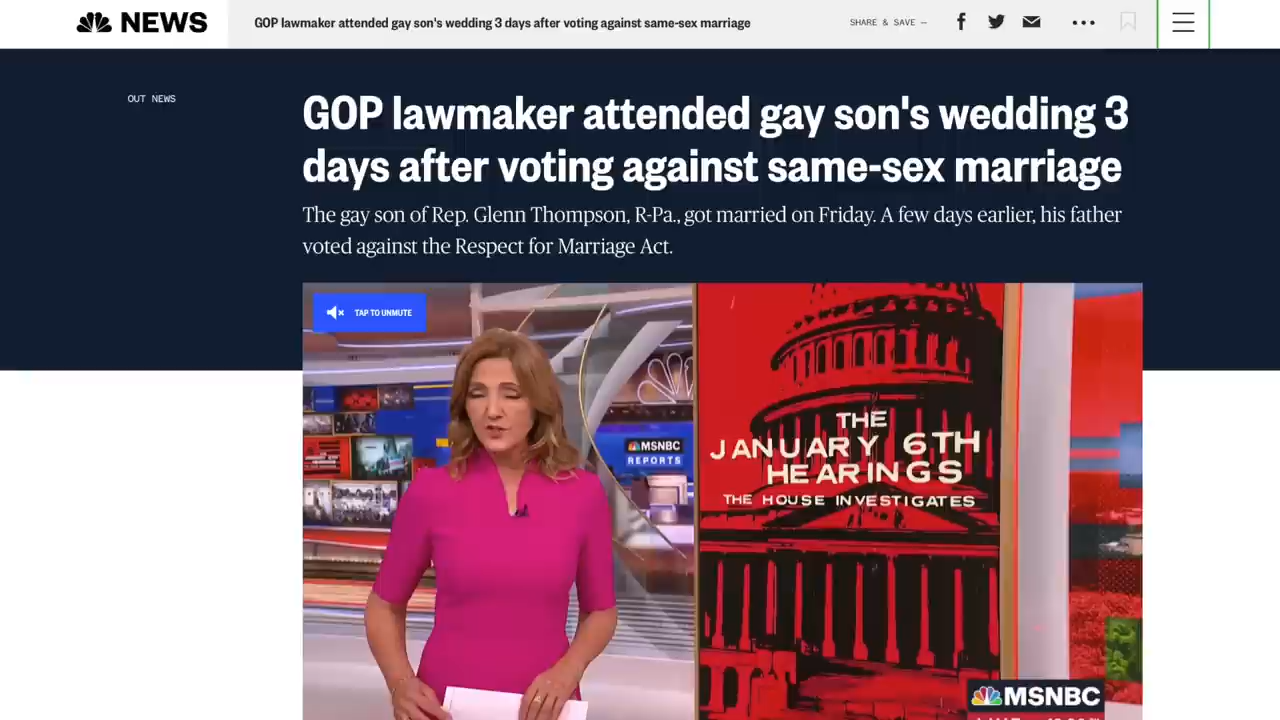 NEWS
GOP lawmaker attended gay son's wedding 3 days after voting against same-sex marriage
SHARE & SAVE —
OUT NEWS
GOP lawmaker attended gay son's wedding 3
days after voting against same-sex marriage
The gay son of Rep. Glenn Thompson, R-Pa., got married on Friday. A few days earlier, his father
voted against the Respect for Marriage Act.
TAP TO UNMUTE
MSNBC
REPORTS
THE
JANUARY 6TH
HEARINGS
THE HOUSE INVESTIGATES
MSNBC